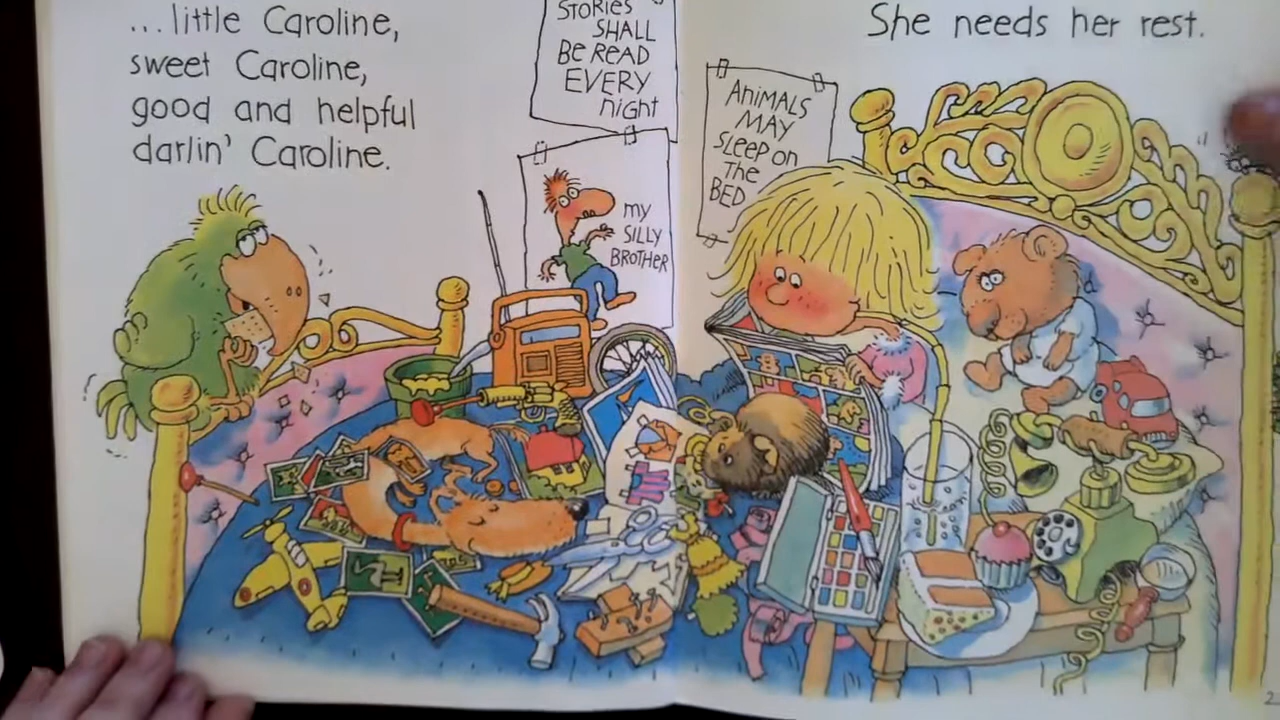 ...little Caroline,
sweet Caroline,
good and helpful
darlin' Caroline.
STORIES
SHALL
BE READ
EVERY
night
my
SILLY
BROTHER
She needs her rest.
ANIMALS
MAY
SLEEP on
The
BED